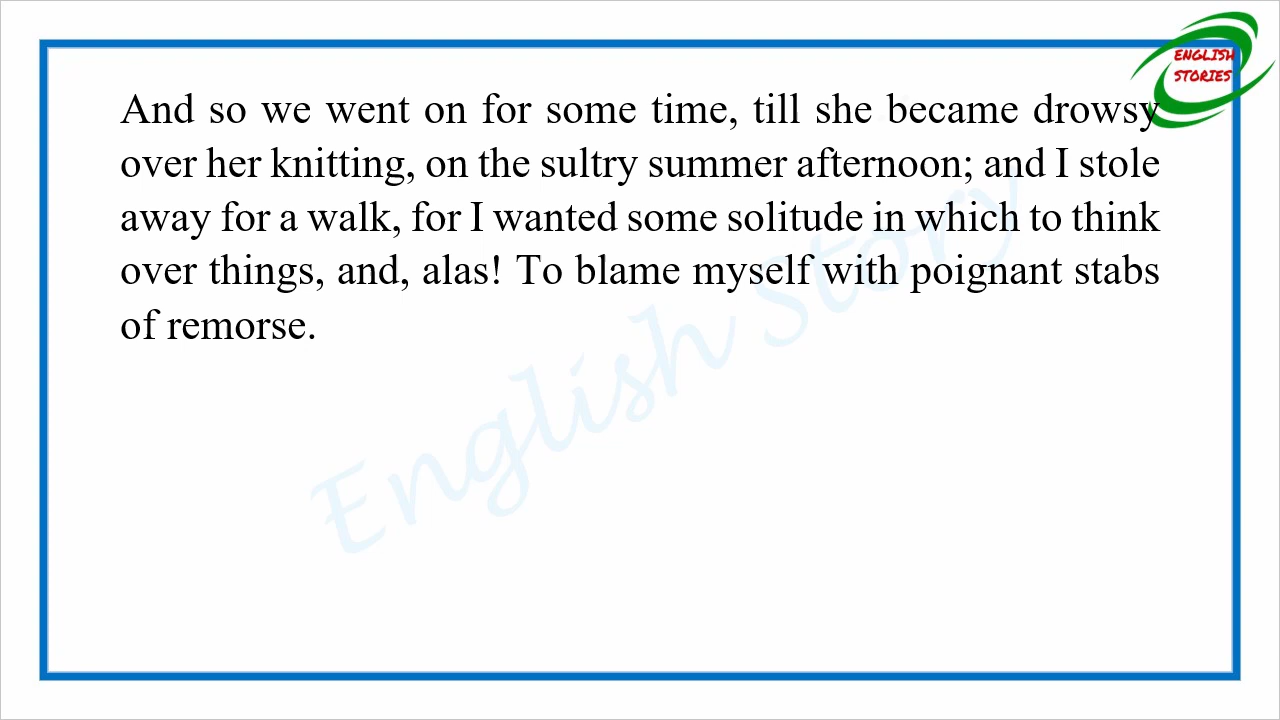 ENGLISH
STORIES
And so we went on for some time, till she became drowsy
over her knitting, on the sultry summer afternoon; and I stole
away for a walk, for I wanted some solitude in which to think
over things, and, alas! To blame myself with poignant stabs
of remorse.
English Story